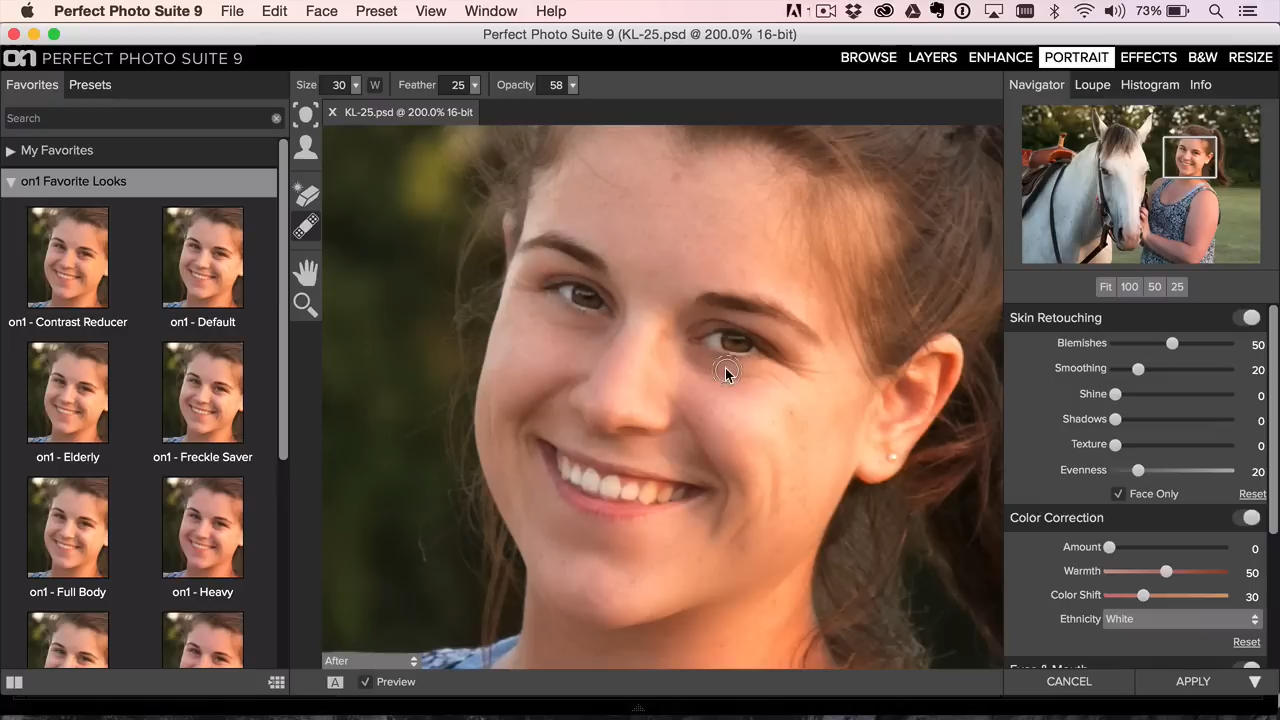 Perfect Photo Suite 9 File Edit Face Preset View Window Help 73%
Perfect Photo Suite 9 (KL-25.psd @ 200.0% 16-bit)
on1 PERFECT PHOTO SUITE 9 BROWSE LAYERS ENHANCE PORTRAIT EFFECTS B&W RESIZE
Favorites Presets Size 30 W Feather 25 Opacity 58 Navigator Loupe Histogram Info
Search X KL-25.psd @ 200.0% 16-bit
My Favorites
on1 Favorite Looks
on1 - Contrast Reducer on1 - Default
on1 - Elderly on1 - Freckle Saver
on1 - Full Body on1 - Heavy
Fit 100 50 25
Skin Retouching
Blemishes 50
Smoothing 20
Shine 0
Shadows 0
Texture 0
Evenness 20
Face Only Reset
Color Correction
Amount 0
Warmth 50
Color Shift 30
Ethnicity White
Reset
After
A Preview CANCEL APPLY